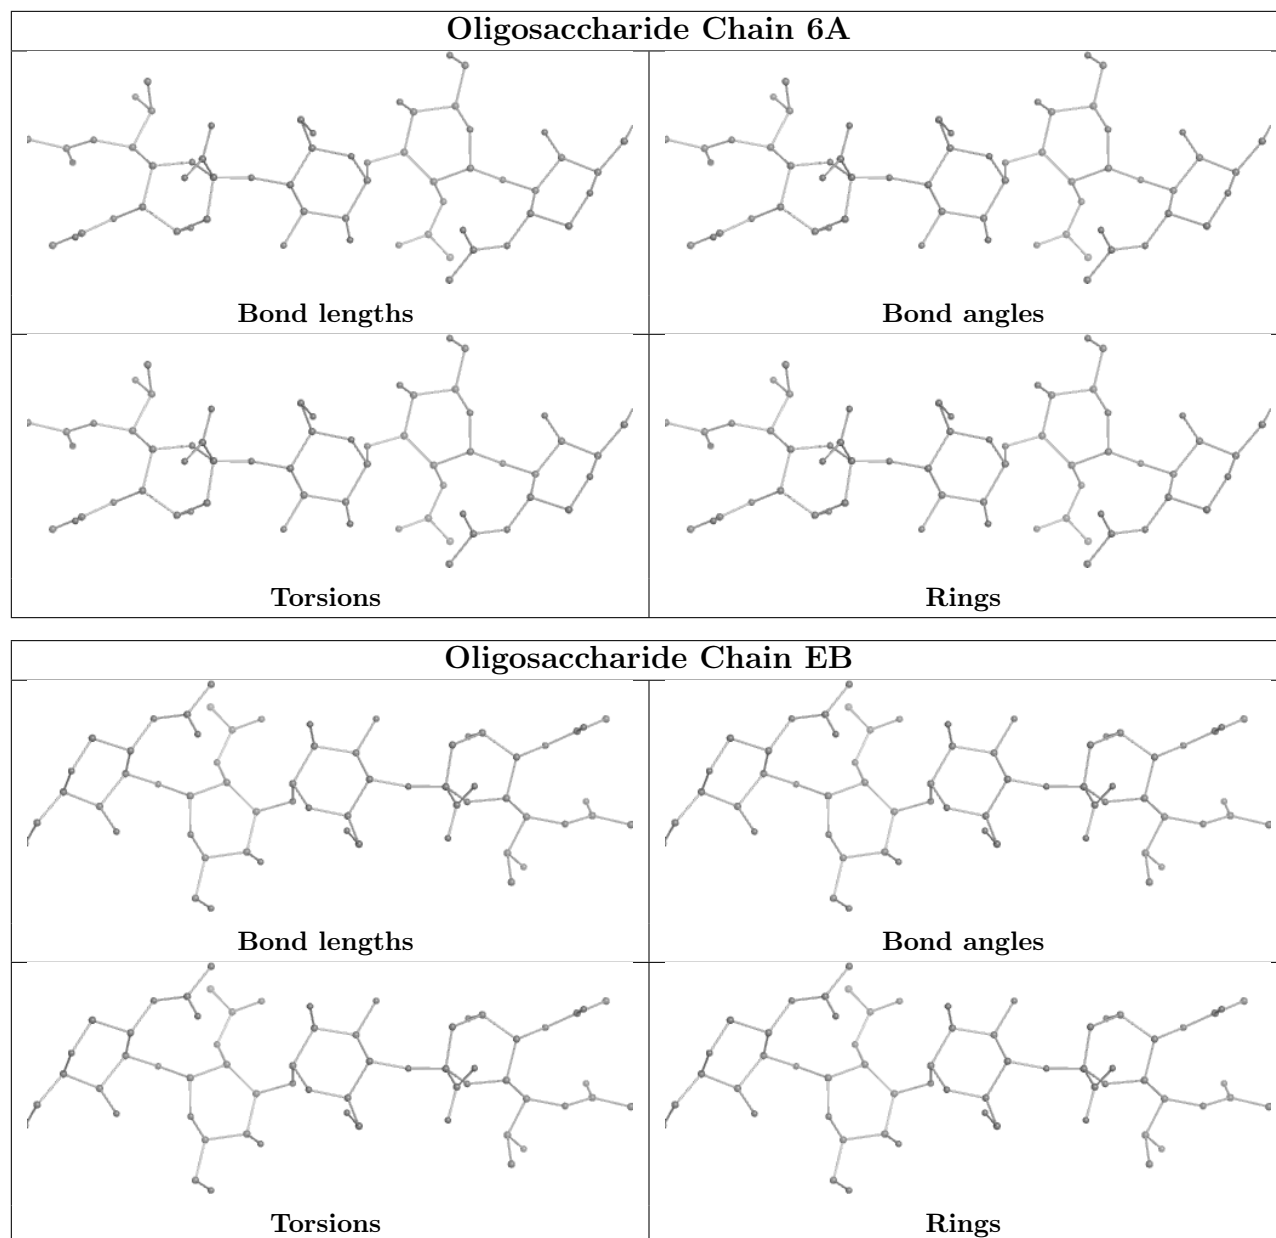 Oligosaccharide Chain 6A
Bond lengths
Bond angles
Torsions
Rings
Oligosaccharide Chain EB
Bond lengths
Bond angles
Torsions
Rings